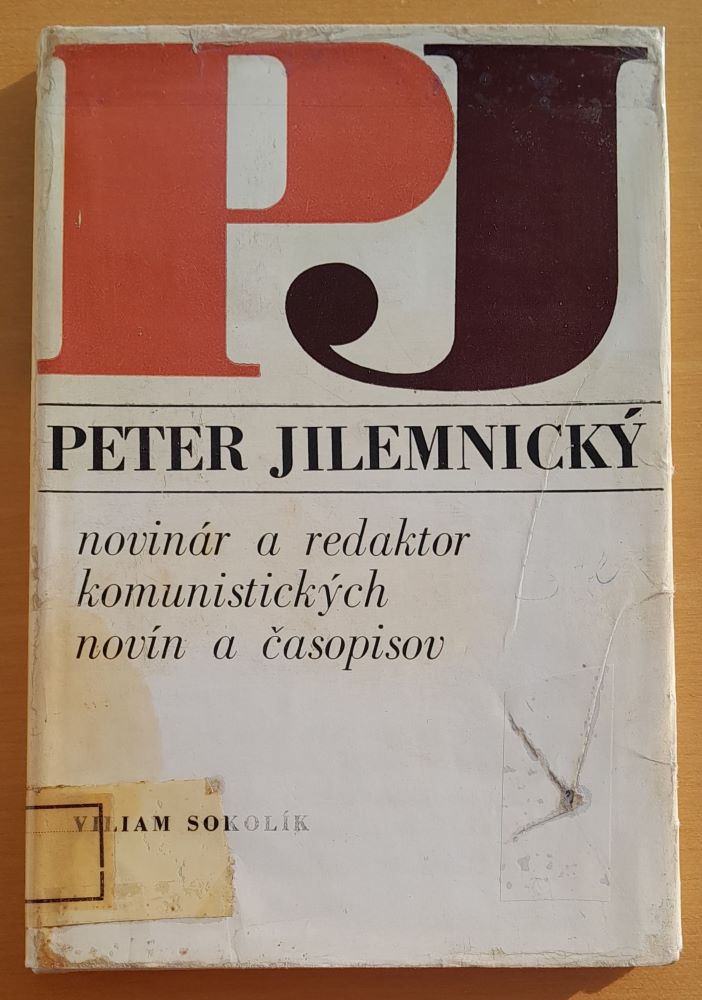 PJ
PETER JILEMNICKÝ
novinár a redaktor
komunistických
novín a časopisov
VILIAM SOKOLÍK